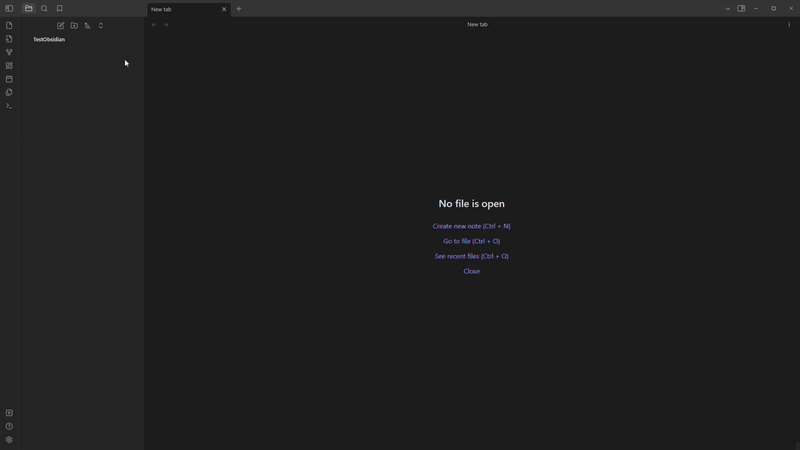 New tab
New tab
TestObsidian
No file is open
Create new note (Ctrl + N)
Go to file (Ctrl + O)
See recent files (Ctrl + O)
Close